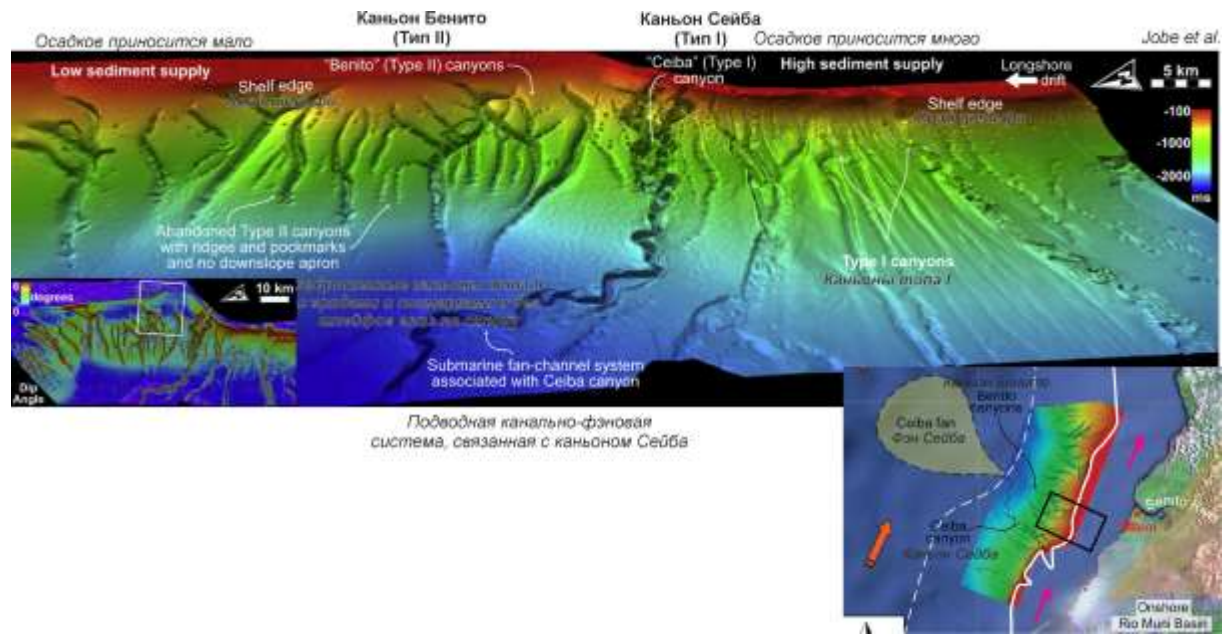 Каньон Бенито
(Тип II)
Каньон Сейба
(Тип I)
Осадкое приносится мало
Осадкое приносится много
Jobe et al.
Low sediment supply
"Benito" (Type II) canyons
"Ceiba" (Type I)
canyon
High sediment supply
Longshore
drift
5 km
Shelf edge
Shelf edge
-100
-1000
-2000
ms
Abandoned Type II canyons
with ridges and pockmarks
and no downslope apron
Type I canyons
Каньоны типа I
6
0
degrees
10 km
Dip
Angle
Submarine fan-channel system
associated with Ceiba canyon
Подводная канально-фэновая
система, связанная с каньоном Сейба
Benito
canyons
Ceiba fan
Фэн Сейба
Ceiba
canyon
Каньон Сейба
Benito
Onshore
Rio Muni Basin